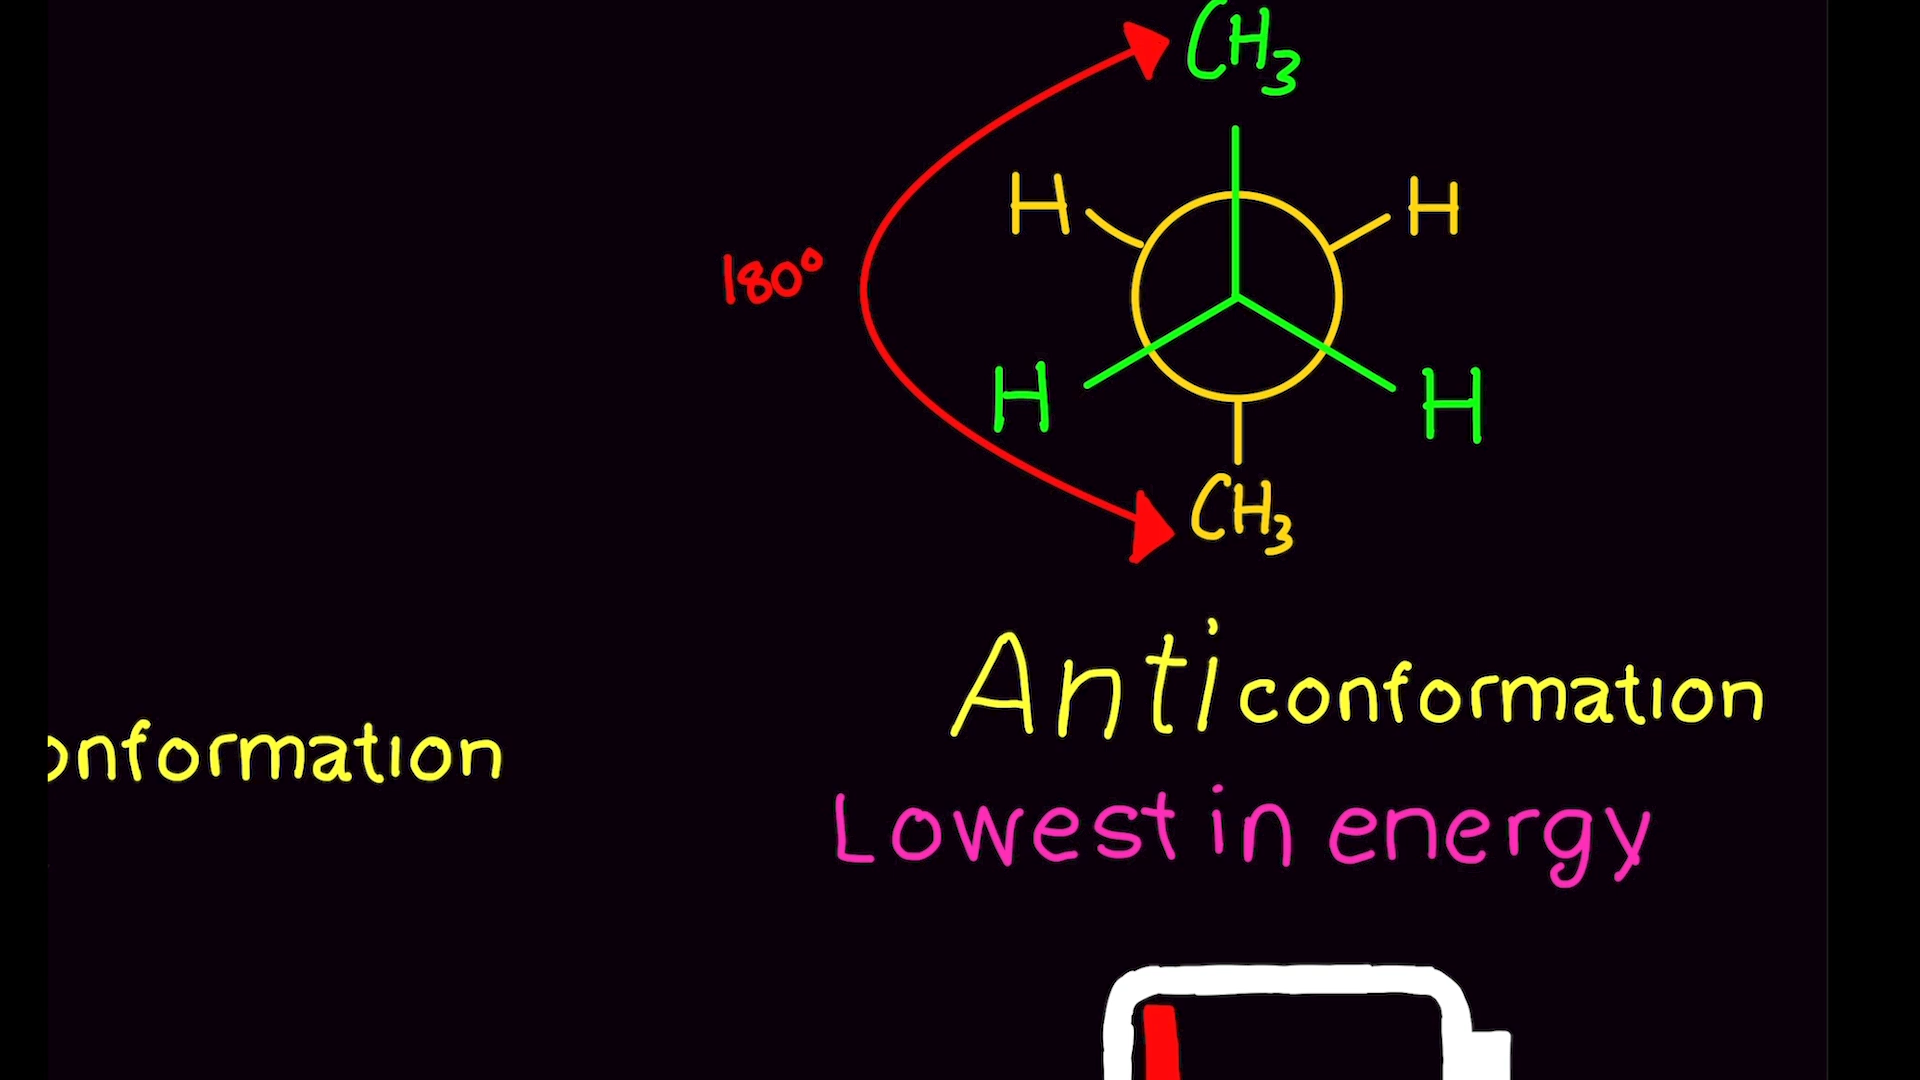 CH3
H H
180°
H H
CH3
Anti conformation
onformation
Lowest in energy